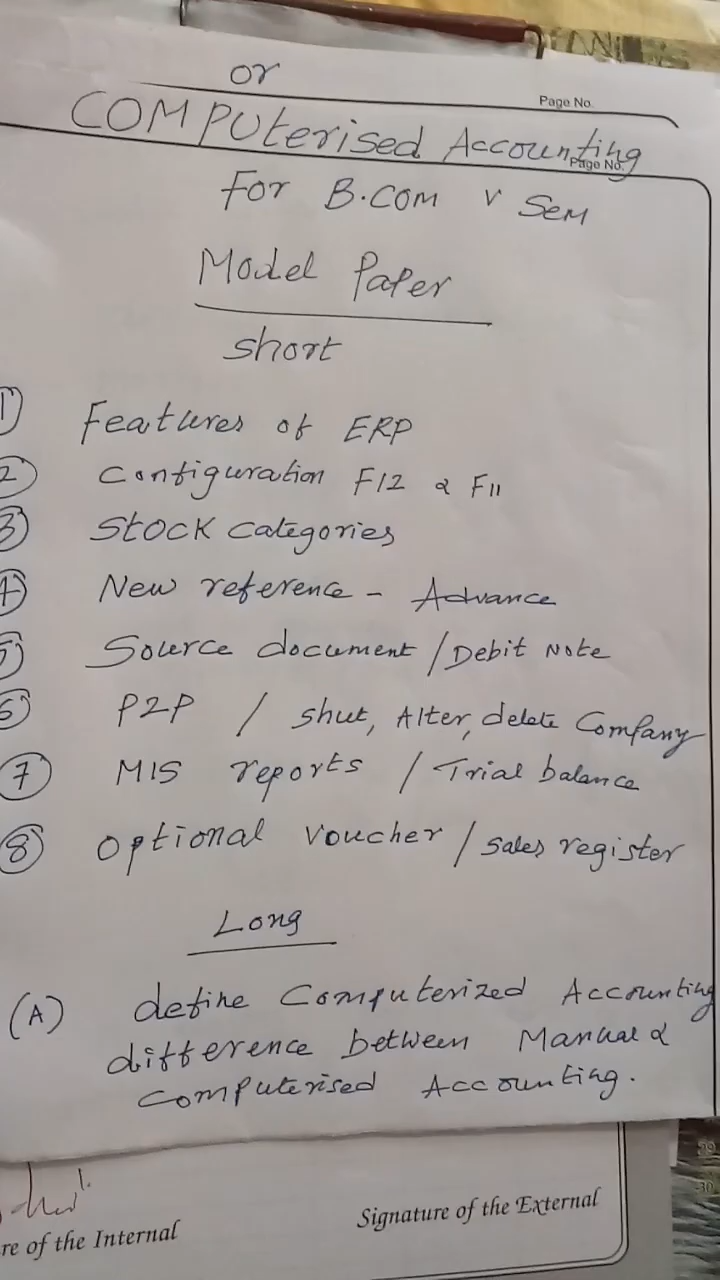 or
Page No.
COMPUterised Accounting
Page No.
For B.COM V Sem
Model Paper
short
1 Features of ERP
2 Configuration F12 & F11
3 Stock Categories
4 New reference - Advance
5 Source document / Debit Note
6 P2P / shut, Alter, delete Company
7 MIS reports / Trial balance
8 Optional Voucher / Sales register
Long
(A) define Computerized Accounting
difference between Manual &
Computerised Accounting.
re of the Internal
Signature of the External